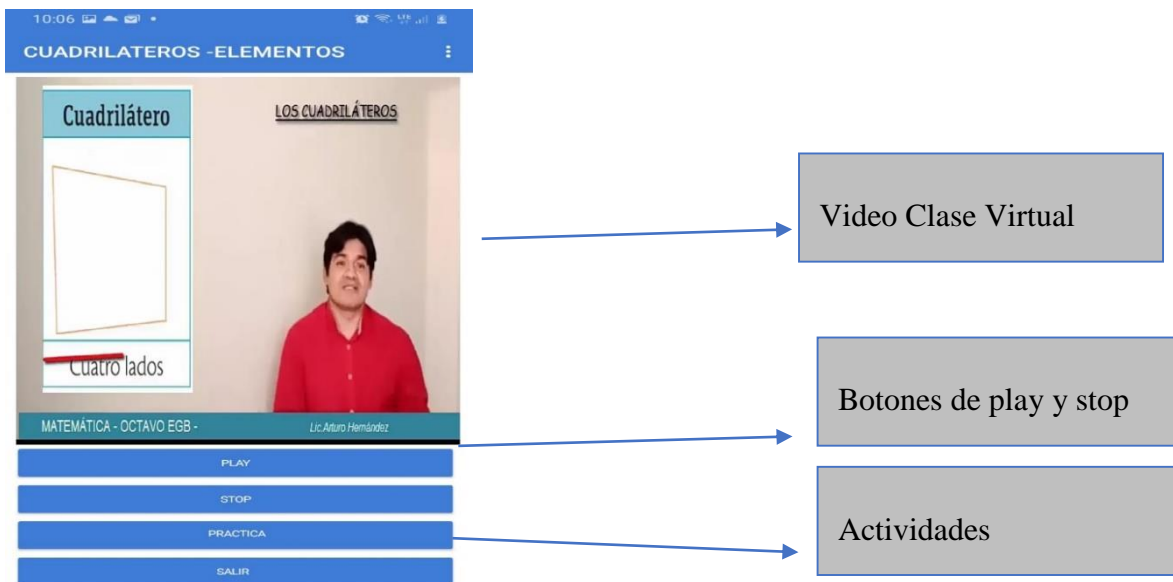 10:06
CUADRILATEROS -ELEMENTOS
Cuadrilátero
LOS CUADRILÁTEROS
Cuatro lados
MATEMÁTICA - OCTAVO EGB -
Lic.Arturo Hernández
PLAY
STOP
PRACTICA
SALIR
Video Clase Virtual
Botones de play y stop
Actividades